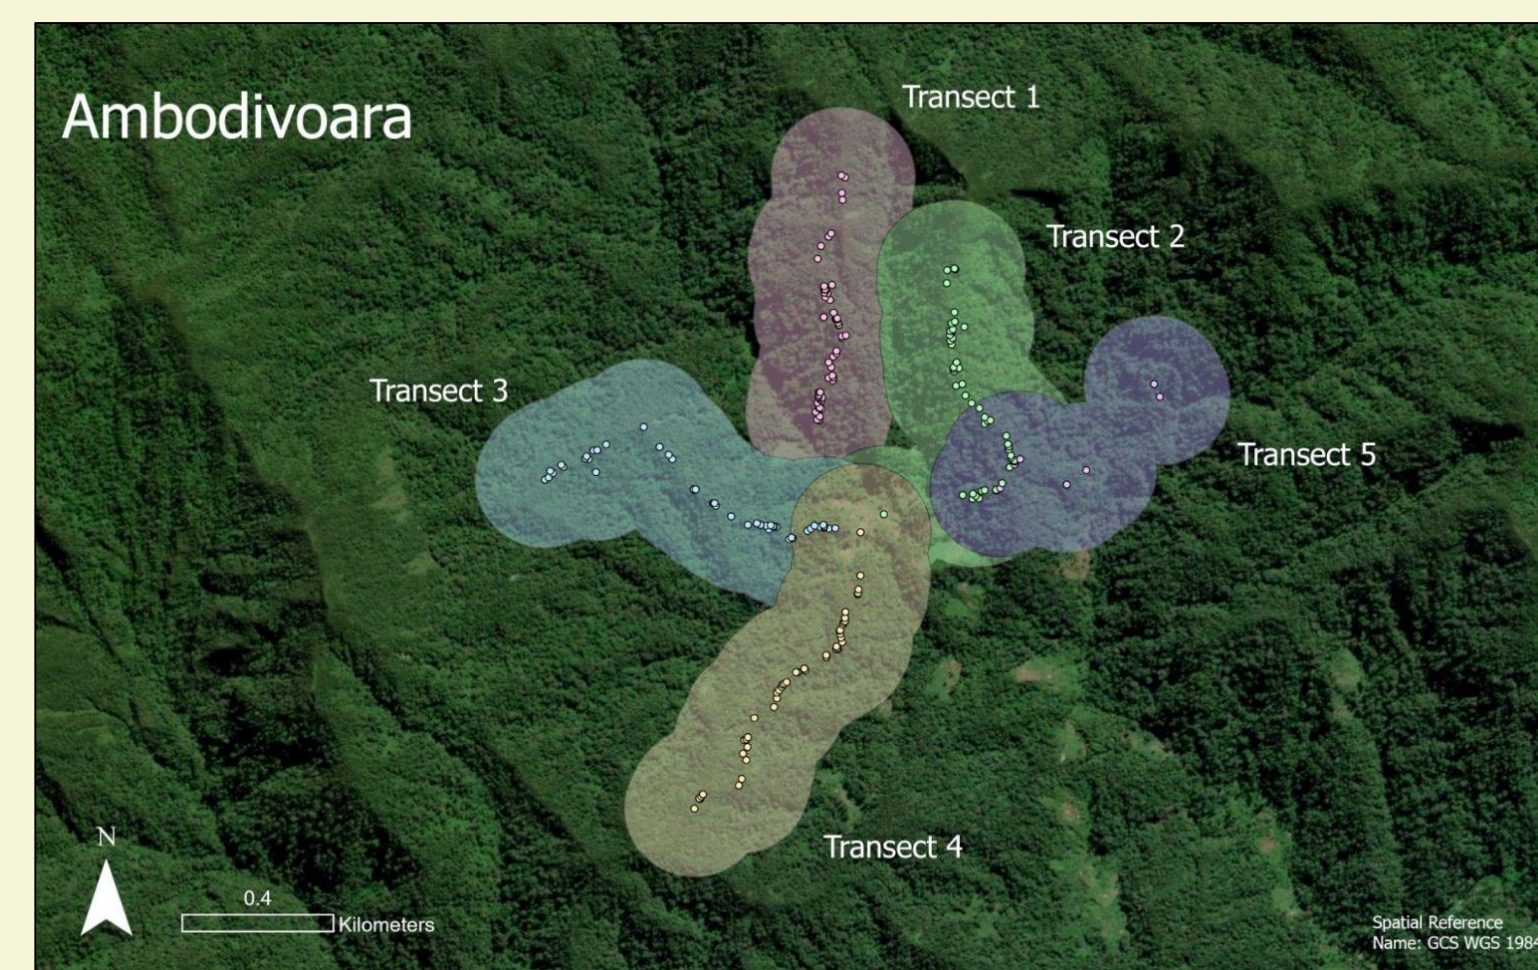 Ambodivoara
Transect 1
Transect 2
Transect 3
Transect 5
Transect 4
N
0.4
Kilometers
Spatial Reference
Name: GCS WGS 1984